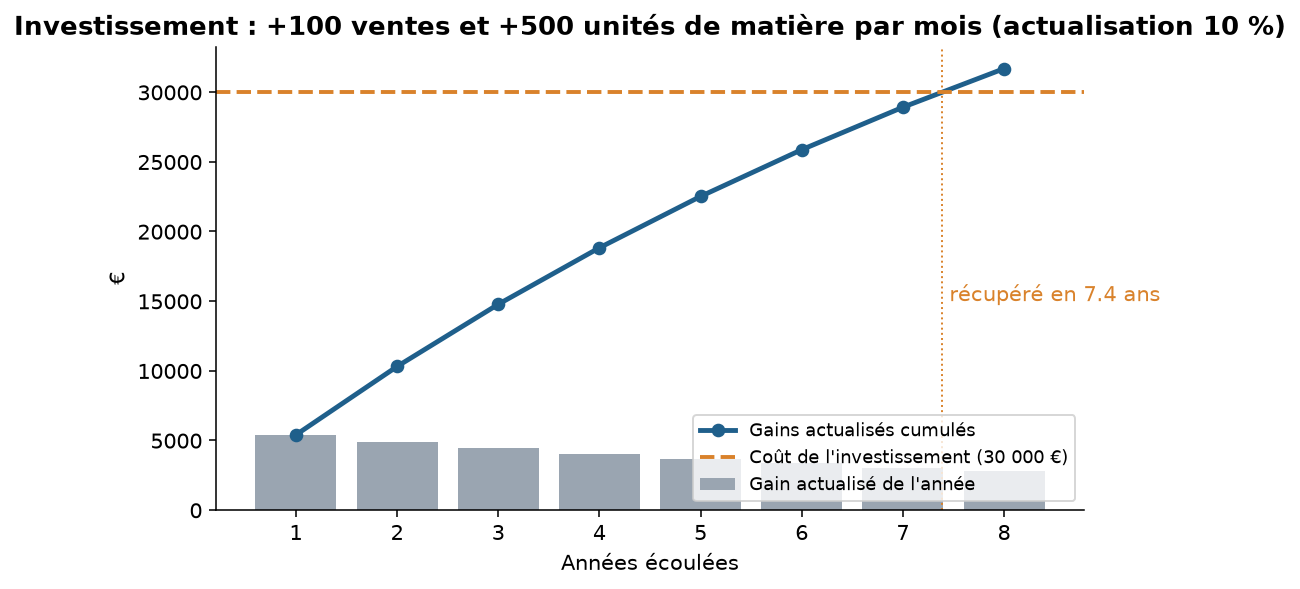 Investissement : +100 ventes et +500 unités de matière par mois (actualisation 10 %)
30000
25000
20000
15000
10000
5000
0
€
récupéré en 7.4 ans
Gains actualisés cumulés
Coût de l'investissement (30 000 €)
Gain actualisé de l'année
1 2 3 4 5 6 7 8
Années écoulées